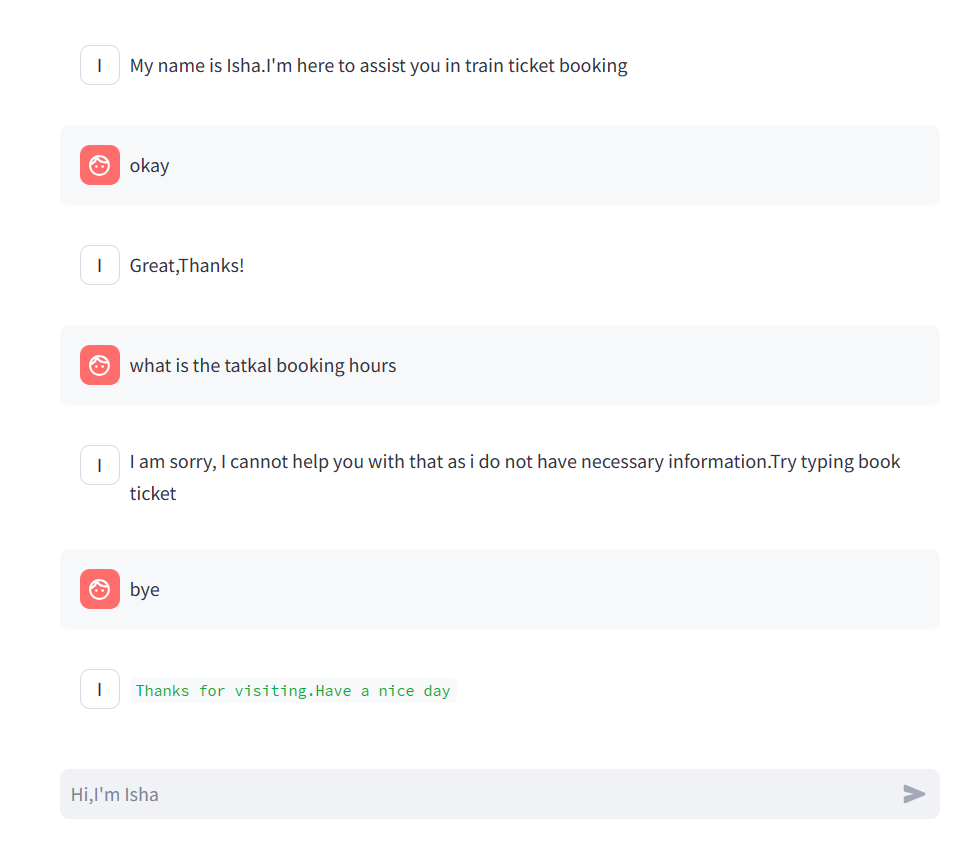 I
My name is Isha.I'm here to assist you in train ticket booking
okay
I
Great,Thanks!
what is the tatkal booking hours
I
I am sorry, I cannot help you with that as i do not have necessary information.Try typing book
ticket
bye
I
Thanks for visiting.Have a nice day
Hi,I'm Isha